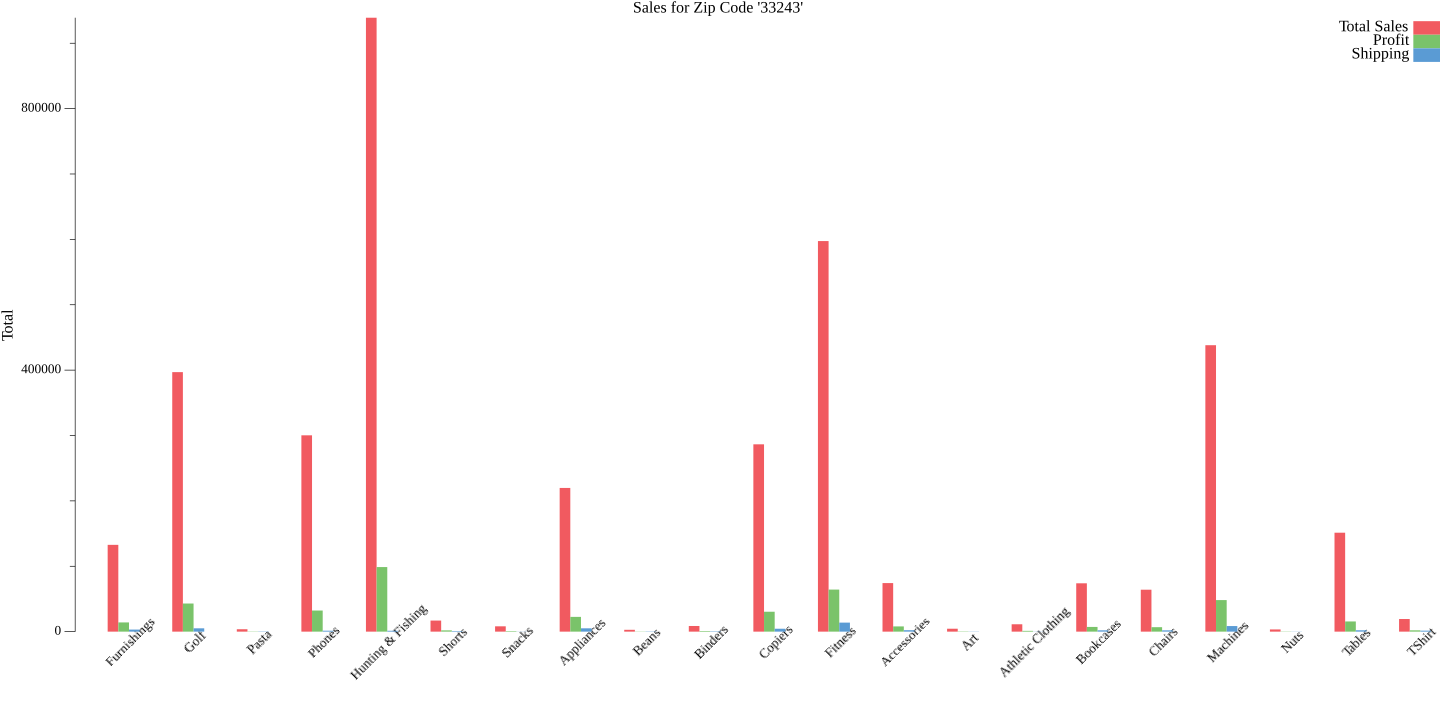 Sales for Zip Code '33243'
Total Sales
Profit
Shipping
800000
400000
0
Total
Furnishings
Golf
Pasta
Phones
Hunting & Fishing
Shorts
Snacks
Appliances
Beans
Binders
Copiers
Fitness
Accessories
Art
Athletic Clothing
Bookcases
Chairs
Machines
Nuts
Tables
TShirt